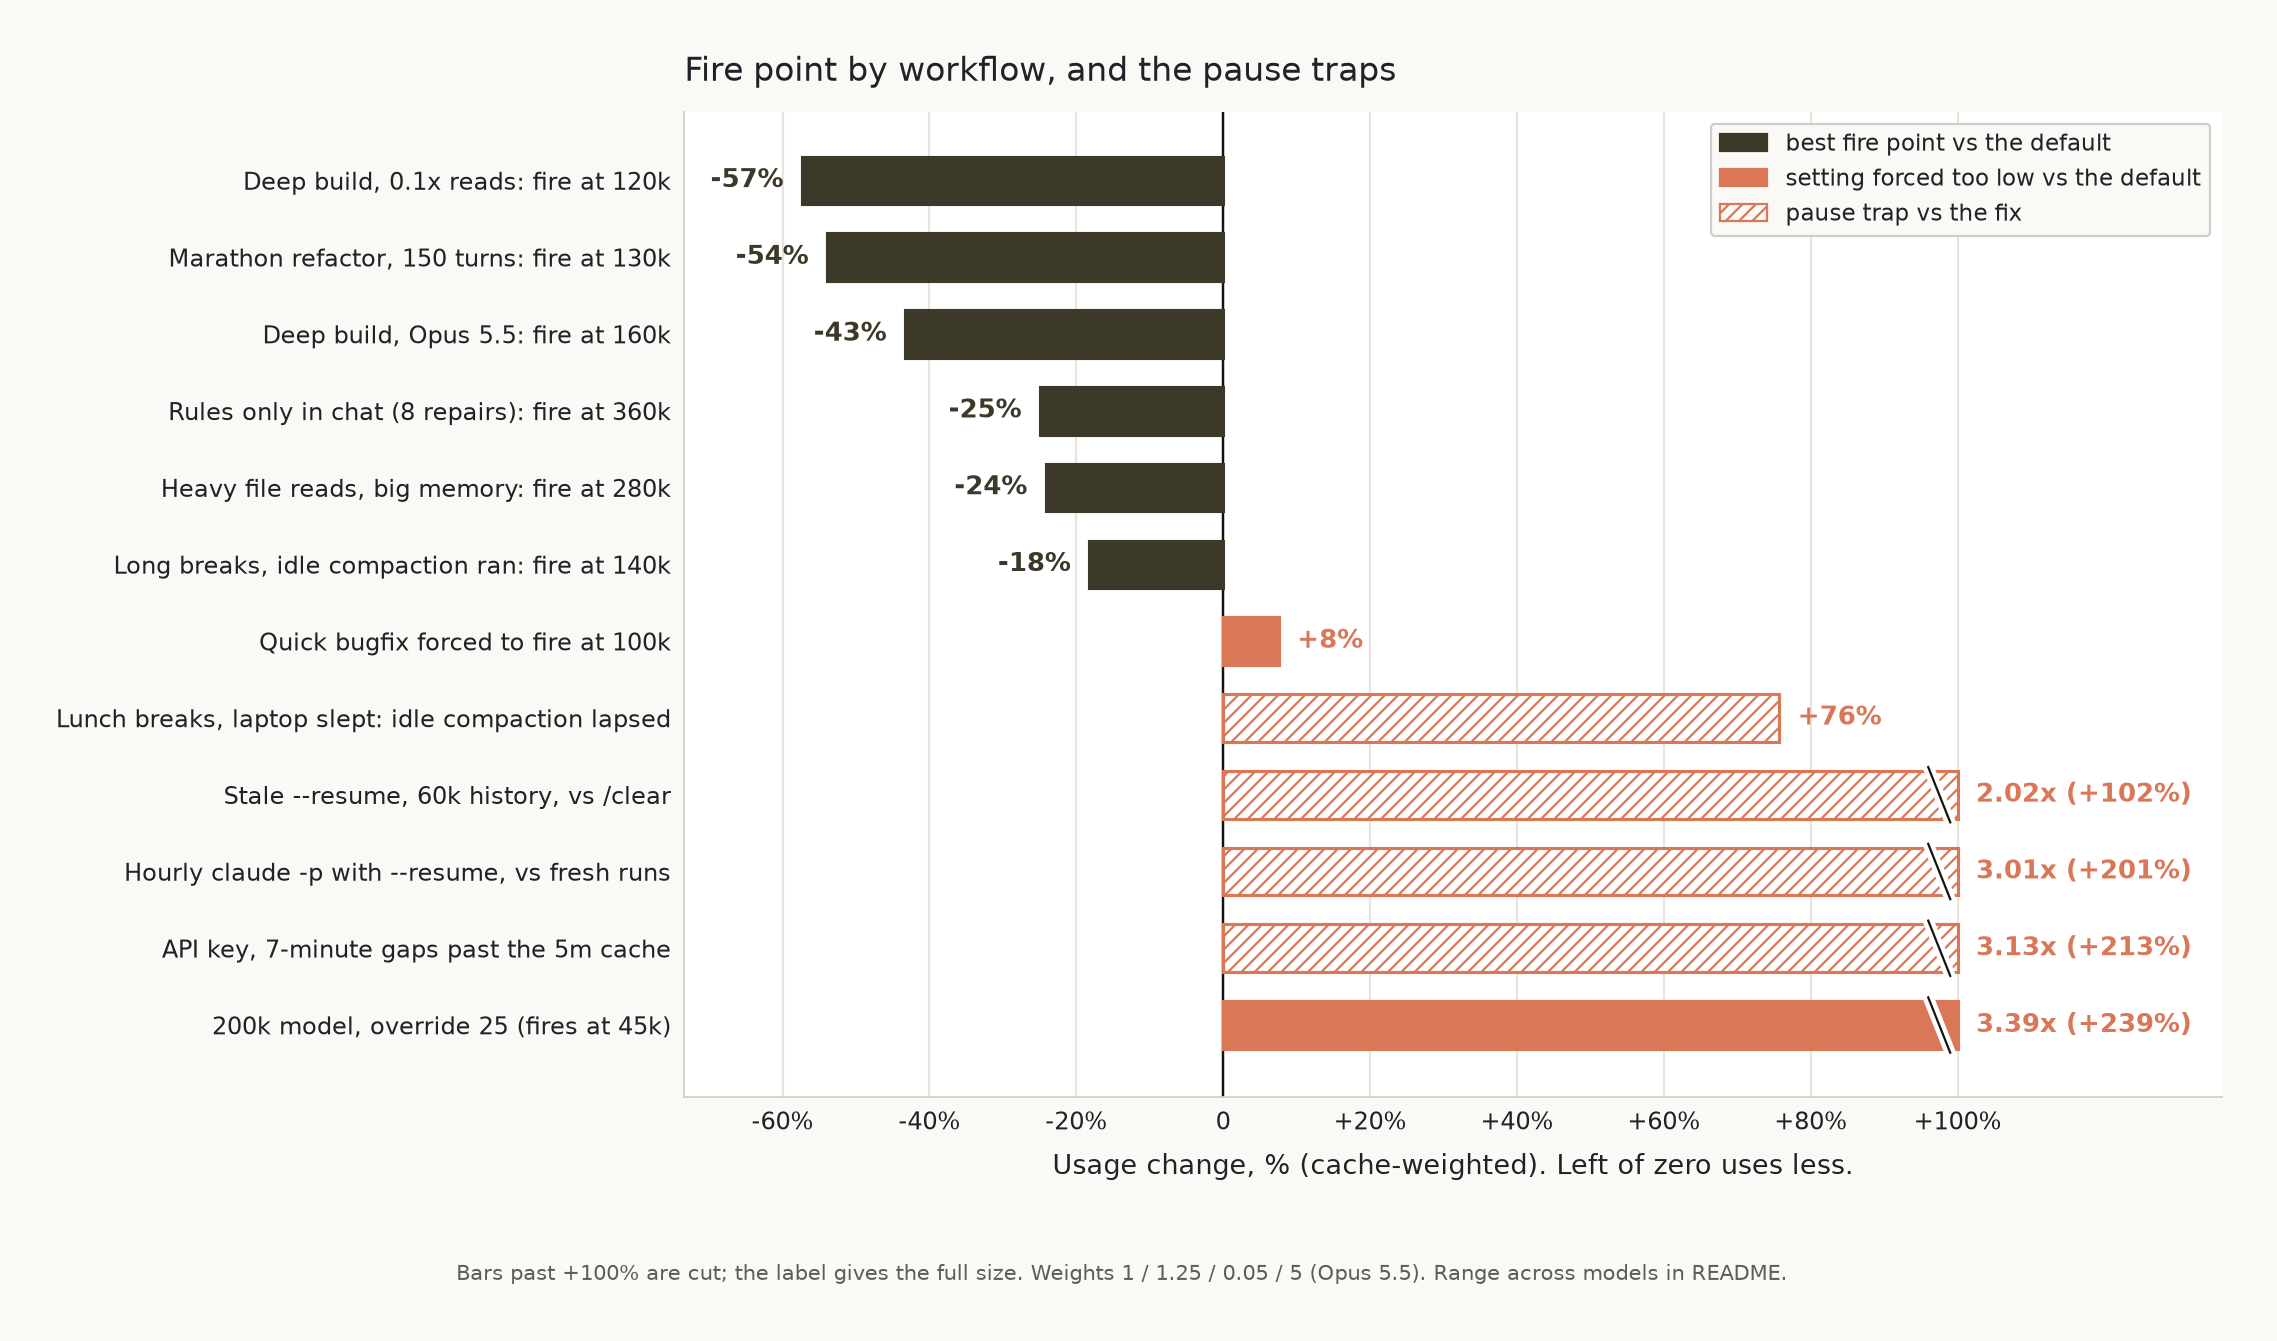 Fire point by workflow, and the pause traps
best fire point vs the default
setting forced too low vs the default
pause trap vs the fix
Deep build, 0.1x reads: fire at 120k
-57%
Marathon refactor, 150 turns: fire at 130k
-54%
Deep build, Opus 5.5: fire at 160k
-43%
Rules only in chat (8 repairs): fire at 360k
-25%
Heavy file reads, big memory: fire at 280k
-24%
Long breaks, idle compaction ran: fire at 140k
-18%
Quick bugfix forced to fire at 100k
+8%
Lunch breaks, laptop slept: idle compaction lapsed
+76%
Stale --resume, 60k history, vs /clear
2.02x (+102%)
Hourly claude -p with --resume, vs fresh runs
3.01x (+201%)
API key, 7-minute gaps past the 5m cache
3.13x (+213%)
200k model, override 25 (fires at 45k)
3.39x (+239%)
-60% -40% -20% 0 +20% +40% +60% +80% +100%
Usage change, % (cache-weighted). Left of zero uses less.
Bars past +100% are cut; the label gives the full size. Weights 1 / 1.25 / 0.05 / 5 (Opus 5.5). Range across models in README.